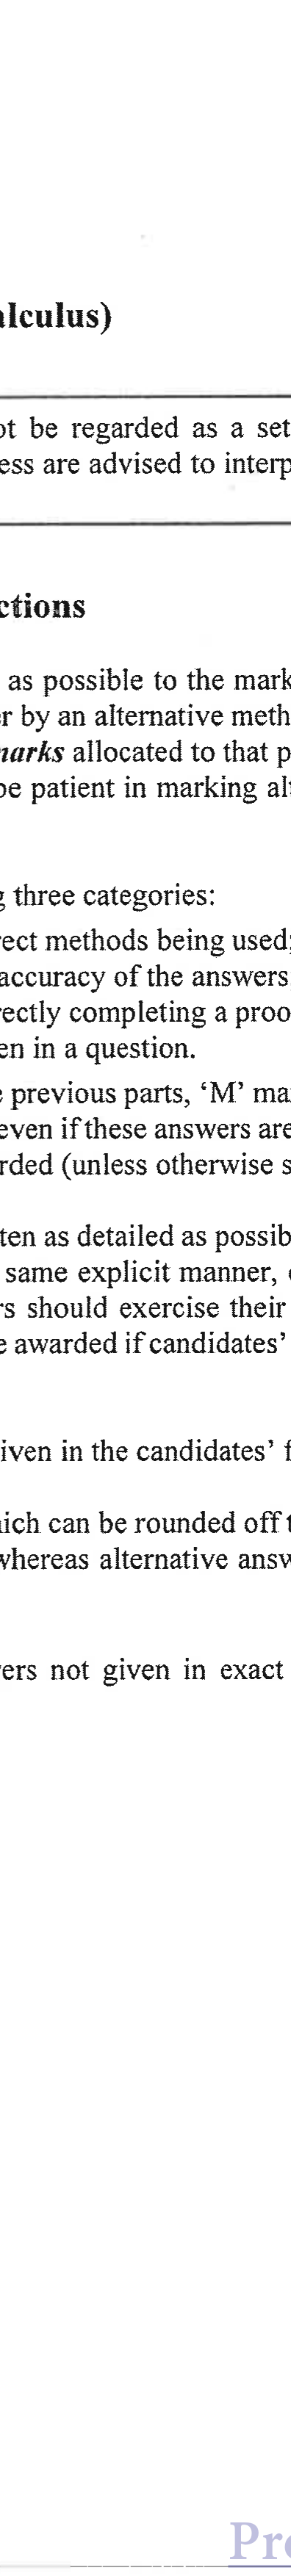 alculus)
ot be regarded as a set
ess are advised to interp
ctions
as possible to the mark
r by an alternative meth
narks allocated to that p
be patient in marking al
g three categories:
rect methods being used;
accuracy of the answers
rectly completing a proo
en in a question.
e previous parts, ‘M’ ma
even if these answers are
rded (unless otherwise s
ten as detailed as possib
same explicit manner,
rs should exercise their
e awarded if candidates’
iven in the candidates’ f
hich can be rounded off t
whereas alternative answ
ers not given in exact
Pro